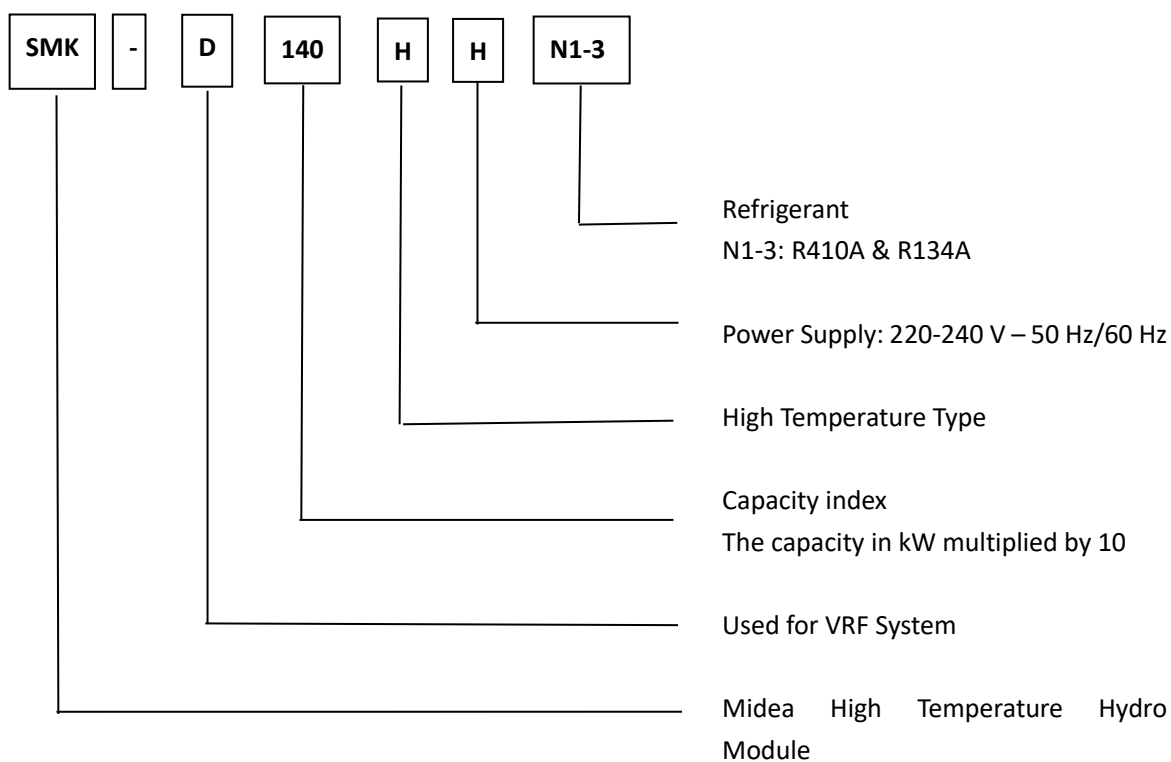 SMK - D 140 H H N1-3
Refrigerant
N1-3: R410A & R134A
Power Supply: 220-240 V – 50 Hz/60 Hz
High Temperature Type
Capacity index
The capacity in kW multiplied by 10
Used for VRF System
Midea High Temperature Hydro
Module